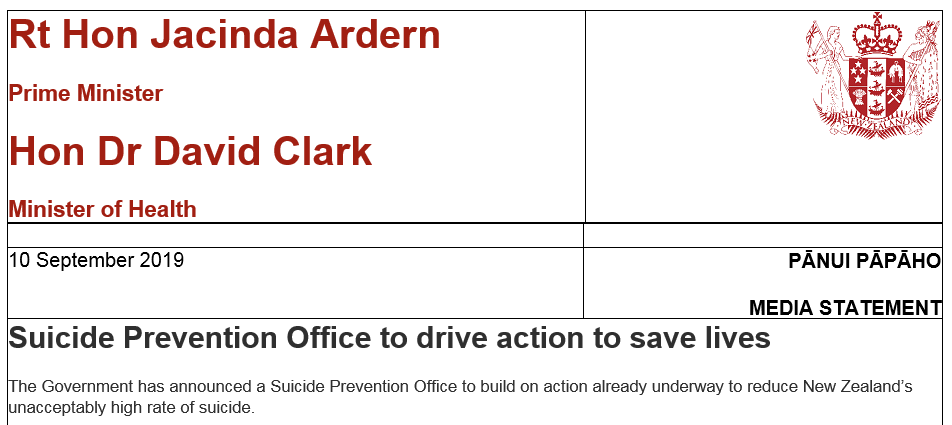 Rt Hon Jacinda Ardern
Prime Minister
Hon Dr David Clark
Minister of Health
NEW ZEALAND
10 September 2019
PĀNUI PĀPĀHO
MEDIA STATEMENT
Suicide Prevention Office to drive action to save lives
The Government has announced a Suicide Prevention Office to build on action already underway to reduce New Zealand’s
unacceptably high rate of suicide.